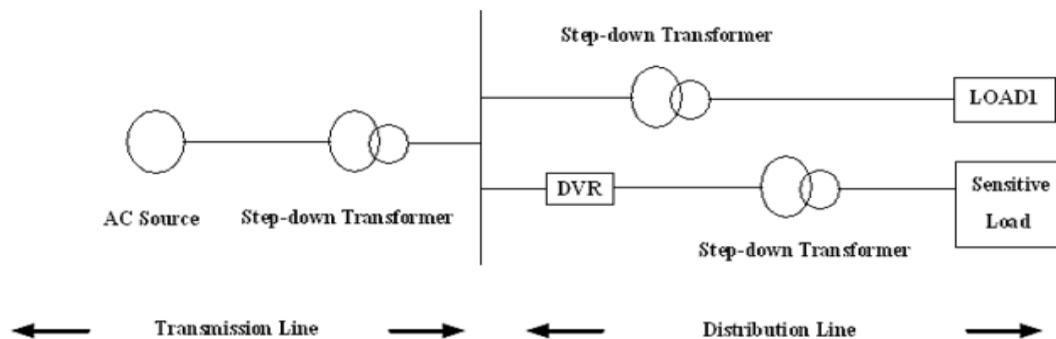 Step-down Transformer
LOAD1
DVR
Sensitive
Load
AC Source
Step-down Transformer
Step-down Transformer
Transmission Line
Distribution Line